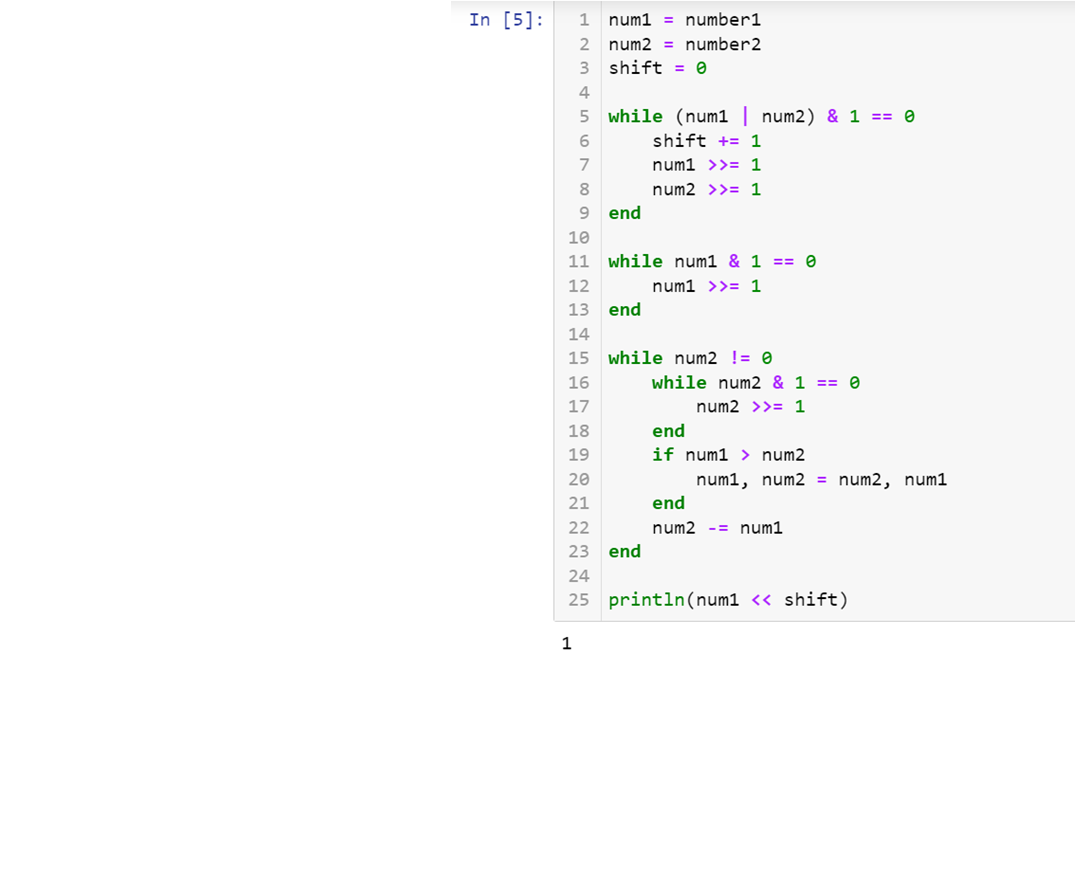 In [5]:
1 num1 = number1
2 num2 = number2
3 shift = 0
4
5 while (num1 | num2) & 1 == 0
6     shift += 1
7     num1 >>= 1
8     num2 >>= 1
9 end
10
11 while num1 & 1 == 0
12     num1 >>= 1
13 end
14
15 while num2 != 0
16     while num2 & 1 == 0
17         num2 >>= 1
18     end
19     if num1 > num2
20         num1, num2 = num2, num1
21     end
22     num2 -= num1
23 end
24
25 println(num1 << shift)
1